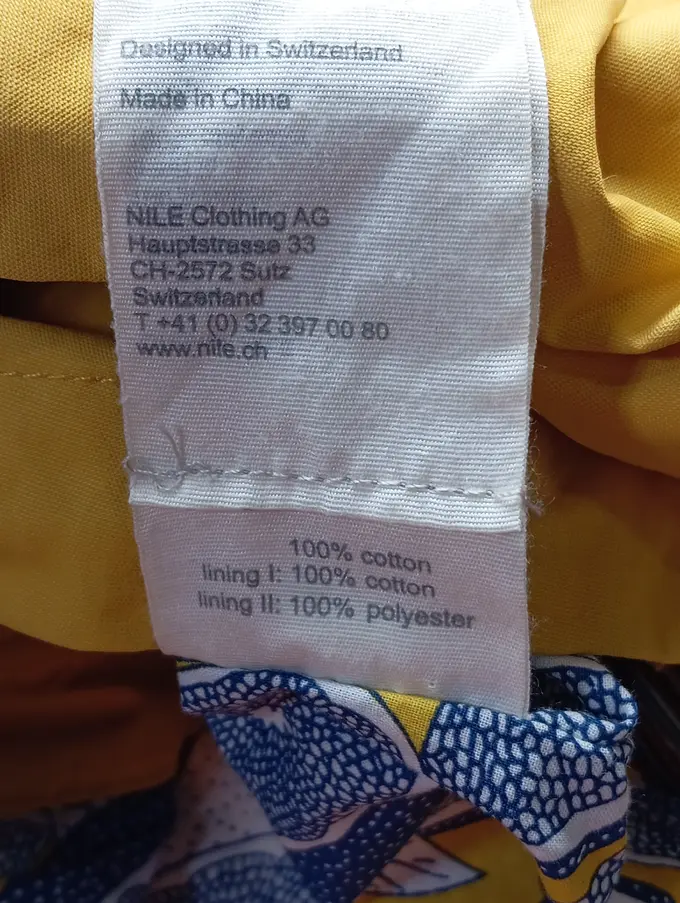 Designed in Switzerland
Made in China
NILE Clothing AG
Hauptstrasse 33
CH-2572 Sutz
Switzerland
T +41 (0) 32 397 00 80
www.nile.ch
100% cotton
lining I: 100% cotton
lining II: 100% polyester